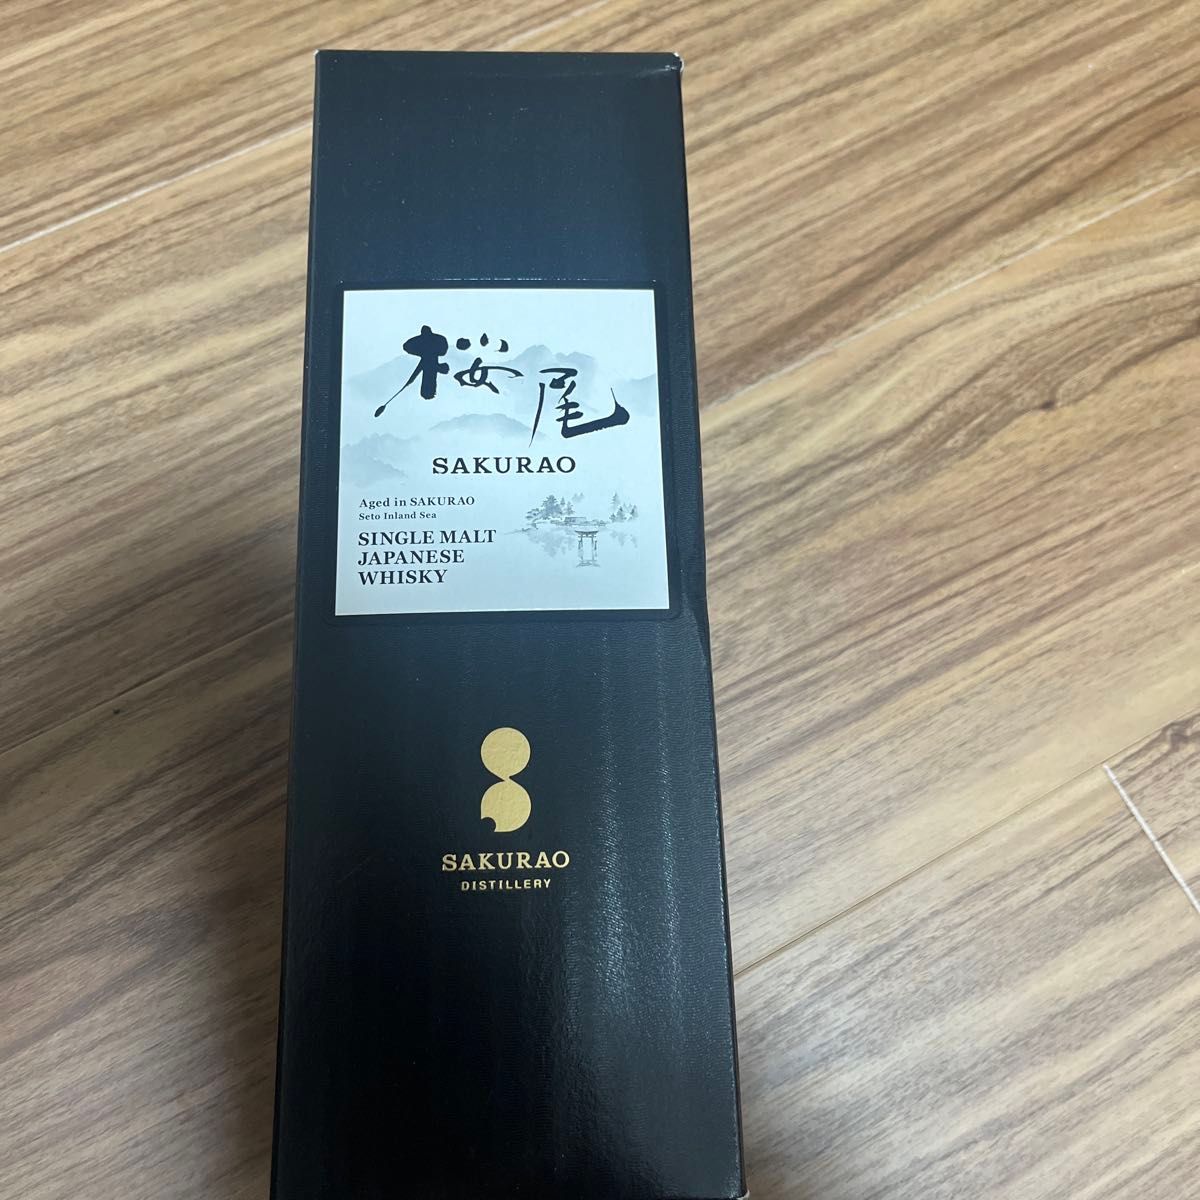 桜尾
SAKURAO
Aged in SAKURAO
Seto Inland Sea
SINGLE MALT
JAPANESE
WHISKY
SAKURAO
DISTILLERY